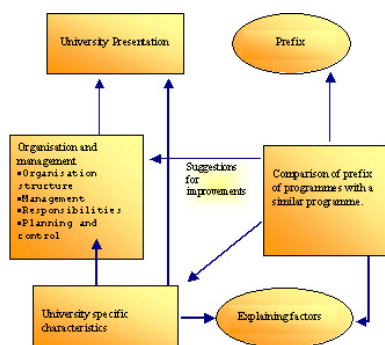 University Presentation
Prefix
Organisation and
management
•Organisation
structure
•Management
•Responsibilities
•Planning and
control
Suggestions
for
improvements
Comparison of prefix
of programmes with a
similar programme.
University specific
characteristics
Explaining factors